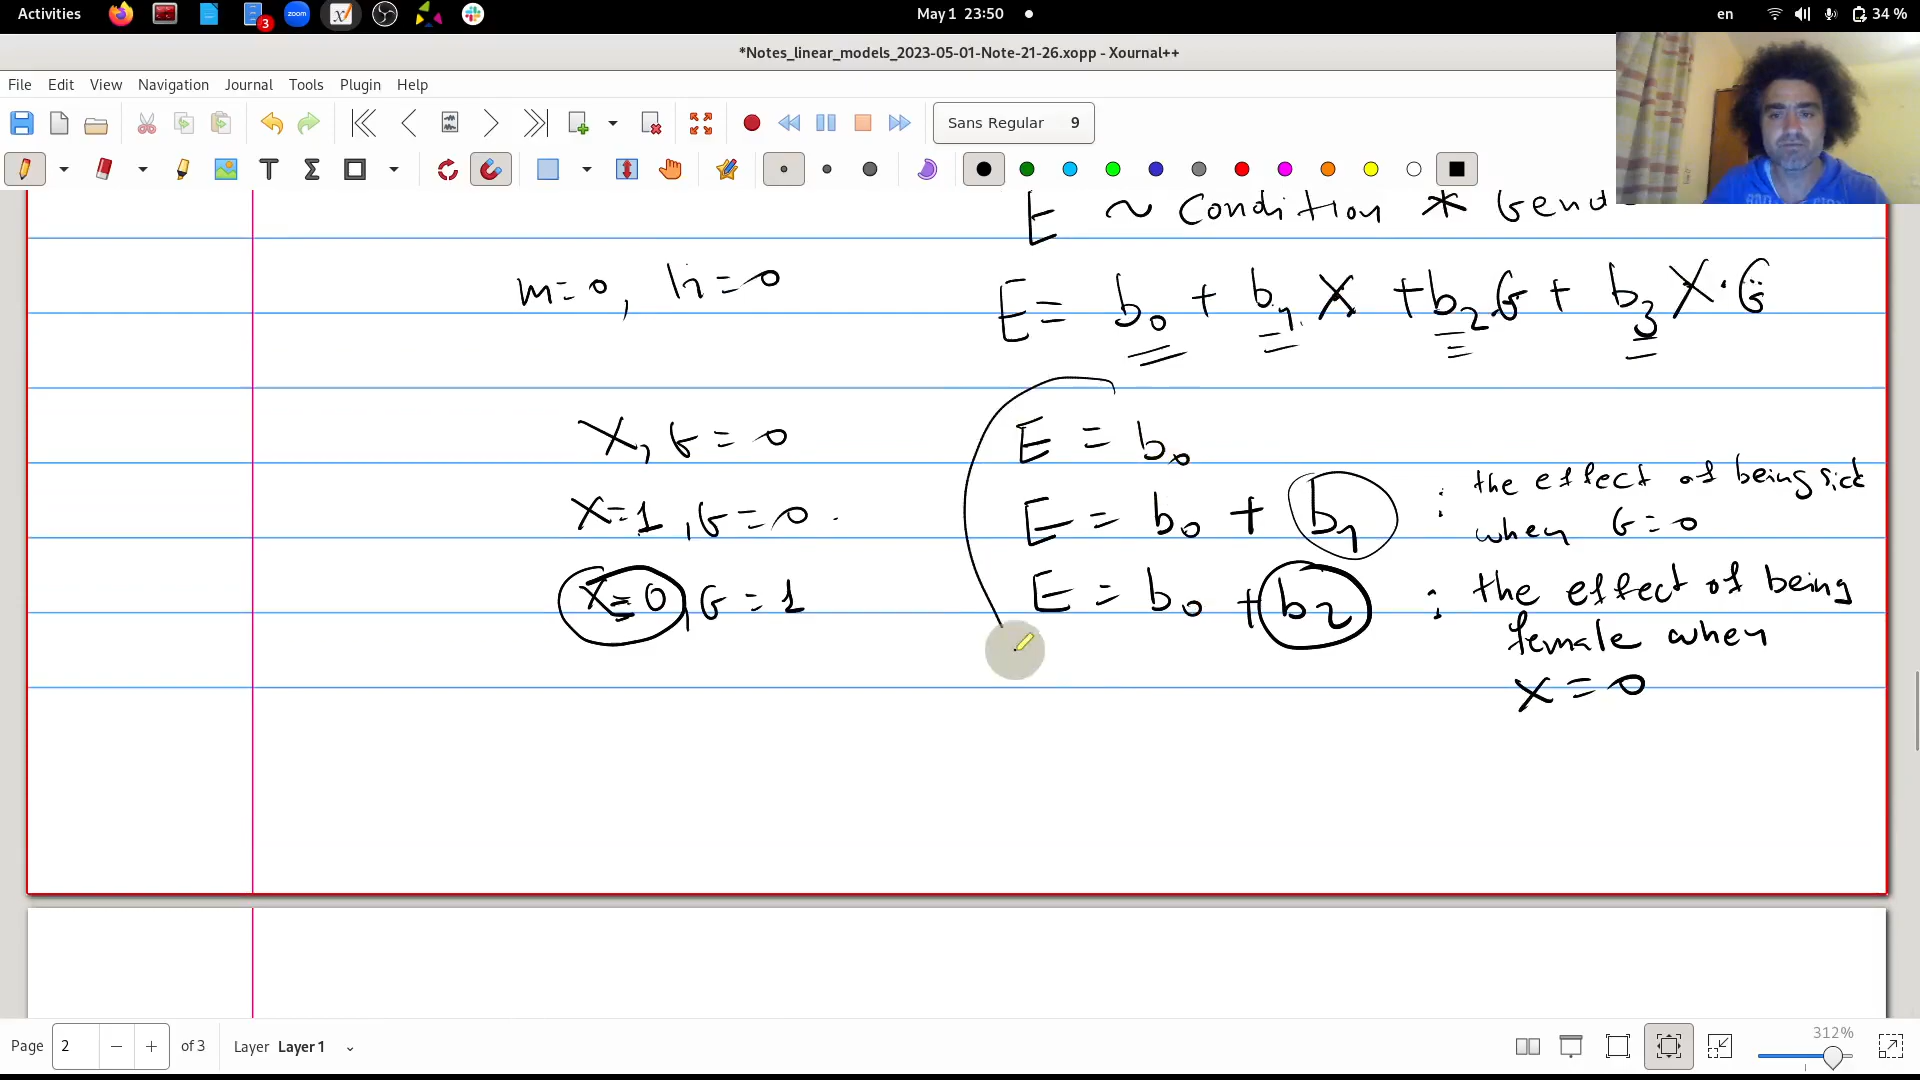 Activities
zoom
3
May 1 23:50
en
34 %
*Notes_linear_models_2023-05-01-Note-21-26.xopp - Xournal++
File Edit View Navigation Journal Tools Plugin Help
Sans Regular 9
E ~ Condition * Gend
m=0, h=0
E= b0 + b1 X + b2 G + b3 X·G
X, G = 0
E = b0
X=1, G=0
E = b0 + b1 : the effect of being sick
when G=0
X=0, G=1
E = b0 + b2 : the effect of being
female when
X=0
Page 2 of 3 Layer Layer 1
312%